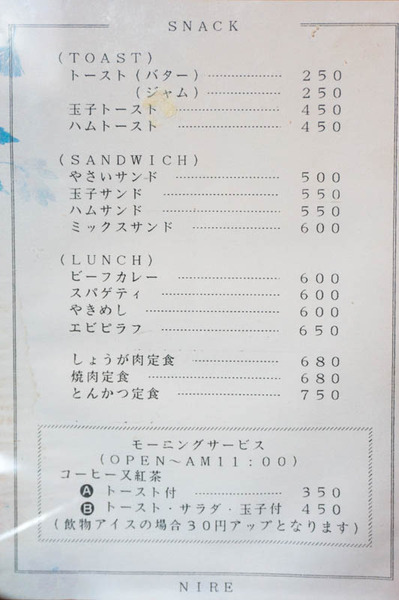 SNACK
(TOAST)
トースト(バター) 250
(ジャム) 250
玉子トースト 450
ハムトースト 450
(SANDWICH)
やさいサンド 500
玉子サンド 550
ハムサンド 550
ミックスサンド 600
(LUNCH)
ビーフカレー 600
スパゲティ 600
やきめし 600
エビピラフ 650
しょうが肉定食 680
焼肉定食 680
とんかつ定食 750
モーニングサービス
(OPEN〜AM11:00)
コーヒー又紅茶
A トースト付 350
B トースト・サラダ・玉子付 450
(飲物アイスの場合30円アップとなります)
NIRE